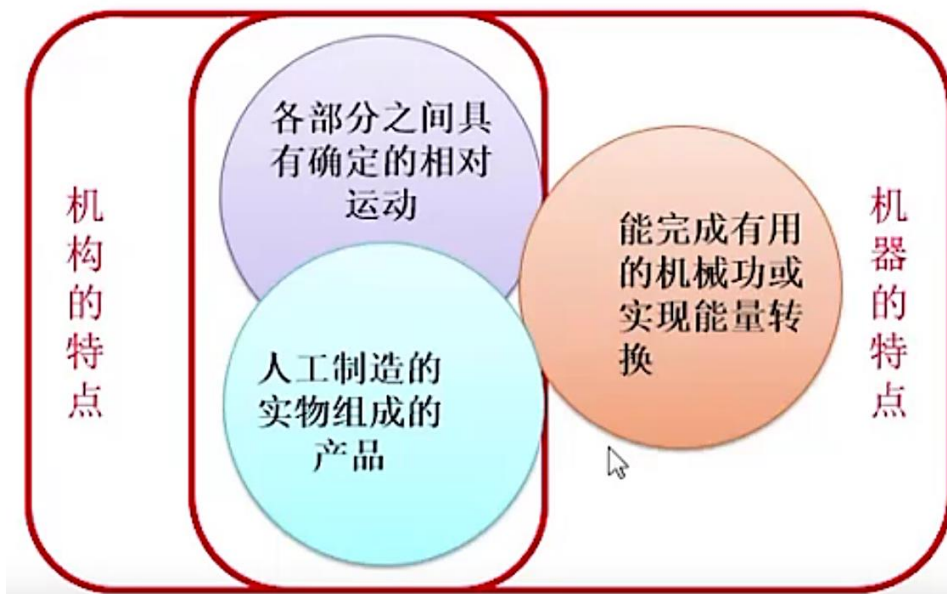 机构的特点
各部分之间具
有确定的相对
运动
人工制造的
实物组成的
产品
能完成有用
的机械功或
实现能量转
换
机器的特点